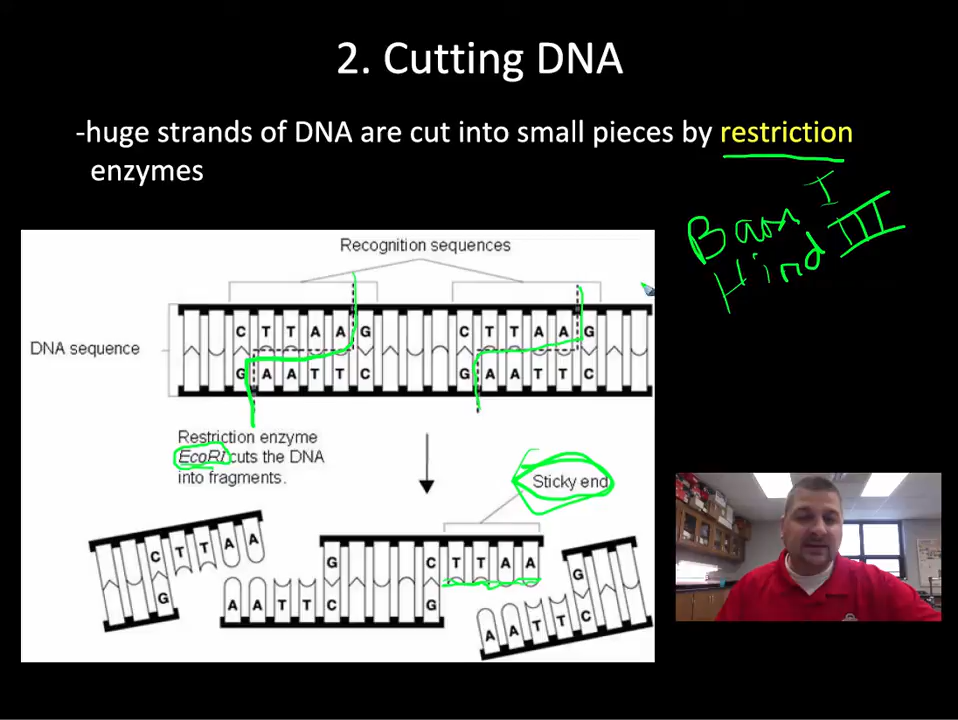 2. Cutting DNA
-huge strands of DNA are cut into small pieces by restriction
enzymes
Bam I
Hind III
Recognition sequences
C T T A A G C T T A A G
DNA sequence
G A A T T C G A A T T C
Restriction enzyme
EcoRI cuts the DNA
into fragments.
Sticky end
C T T A A
G
G C T T A A
A A T T C G
G
A A T T C